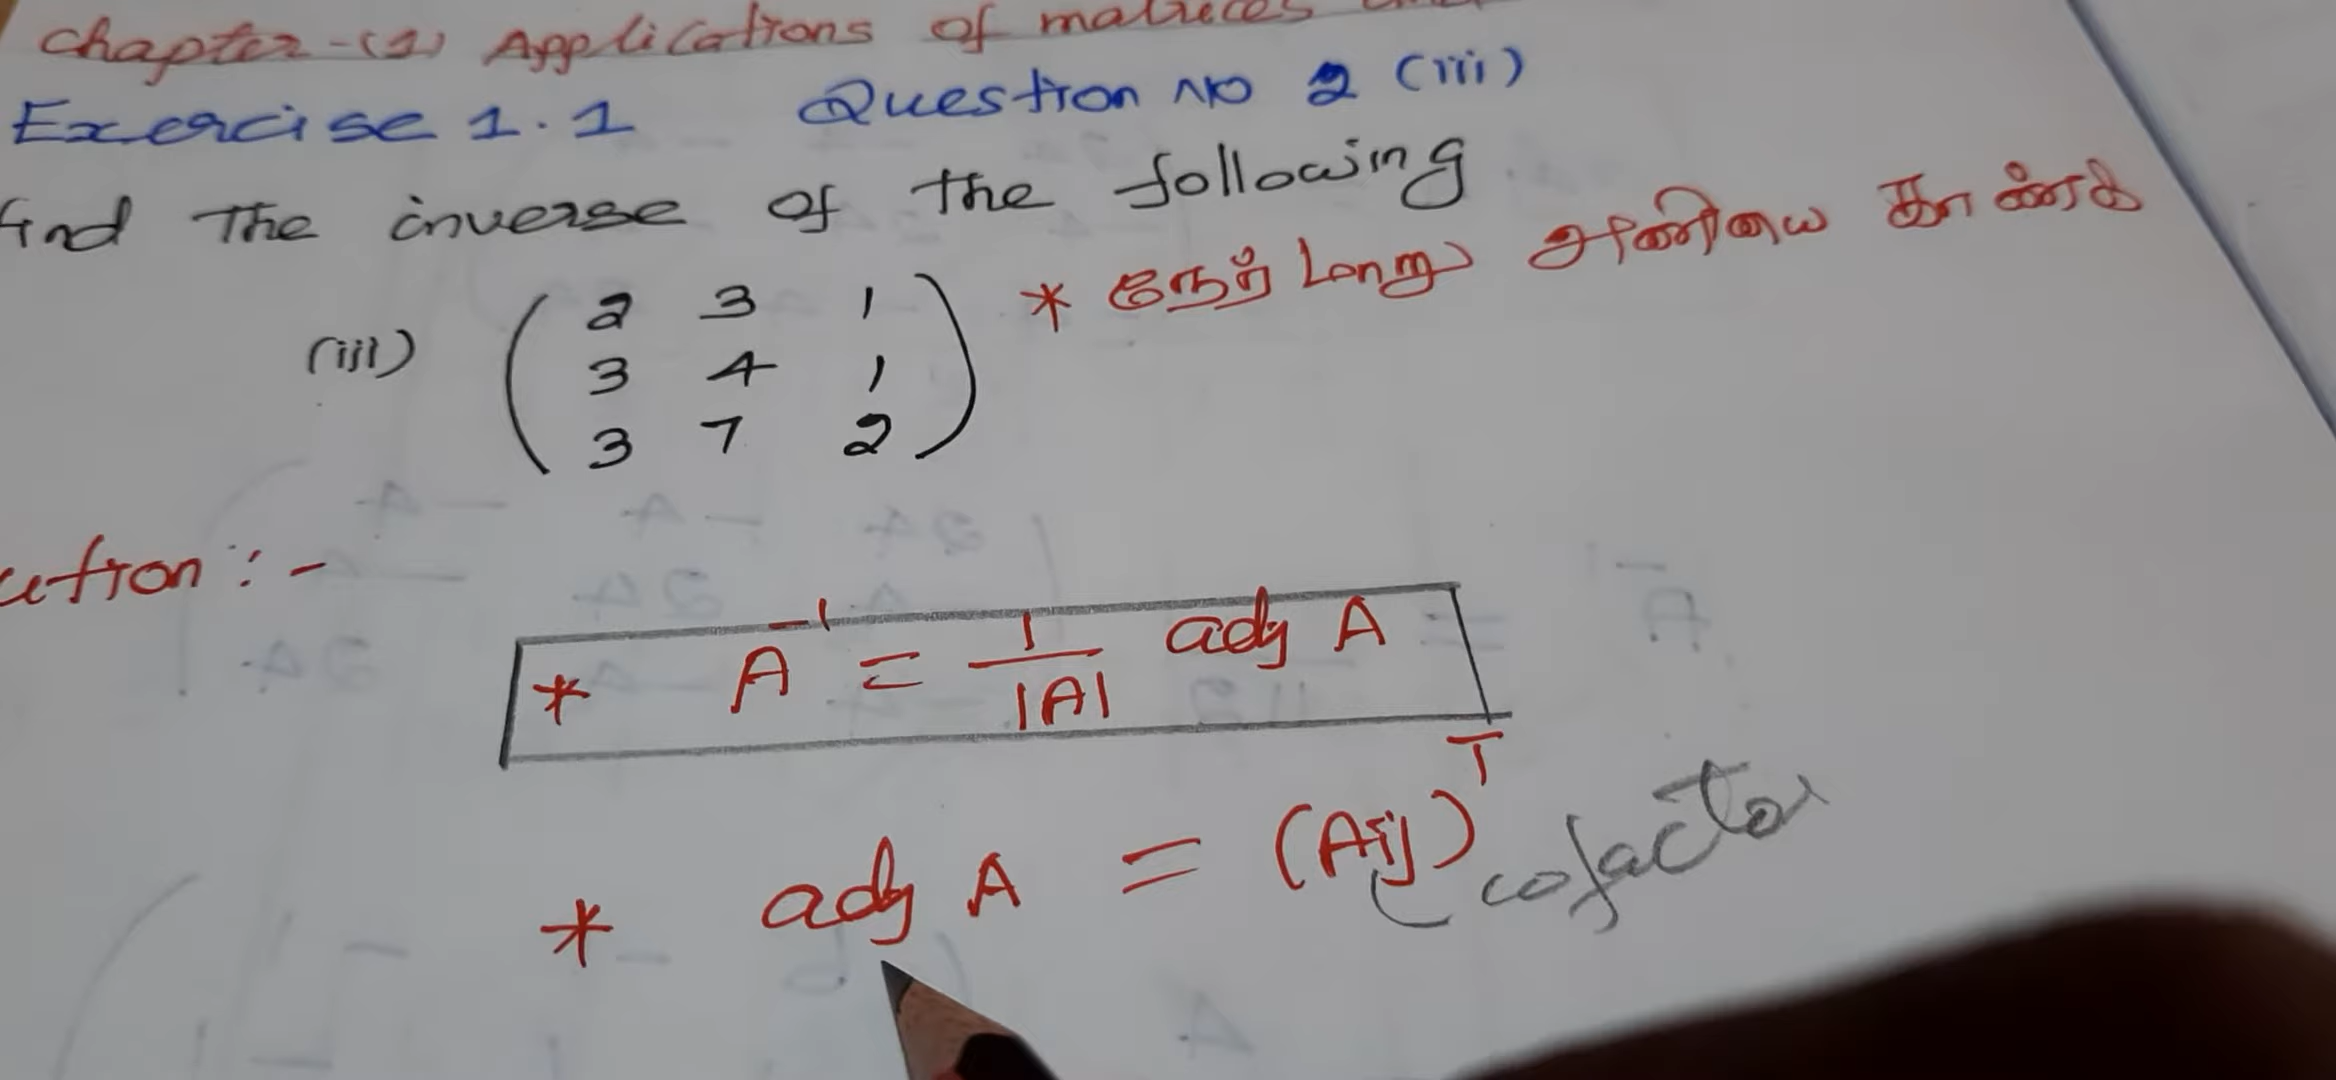 Chapter-(1) Applications of matrices
Exercise 1.1 Question No 2 (iii)
find The inverse of the following
* நேர்மாறு அணியை காண்க
(iii) ( 2 3 1
3 4 1
3 7 2 )
ution :-
* A⁻¹ = 1/|A| adj A
* adj A = (Aij)ᵀ cofactor